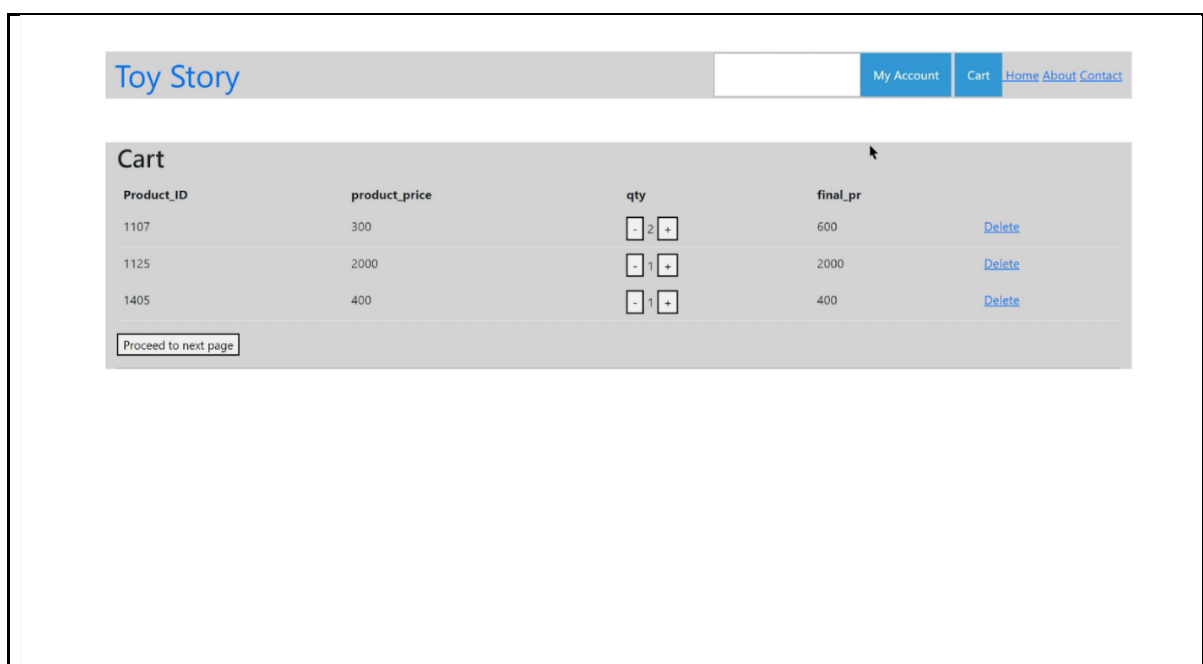 Toy Story My Account Cart Home About Contact
Cart
Product_ID product_price qty final_pr
1107 300 - 2 + 600 Delete
1125 2000 - 1 + 2000 Delete
1405 400 - 1 + 400 Delete
Proceed to next page